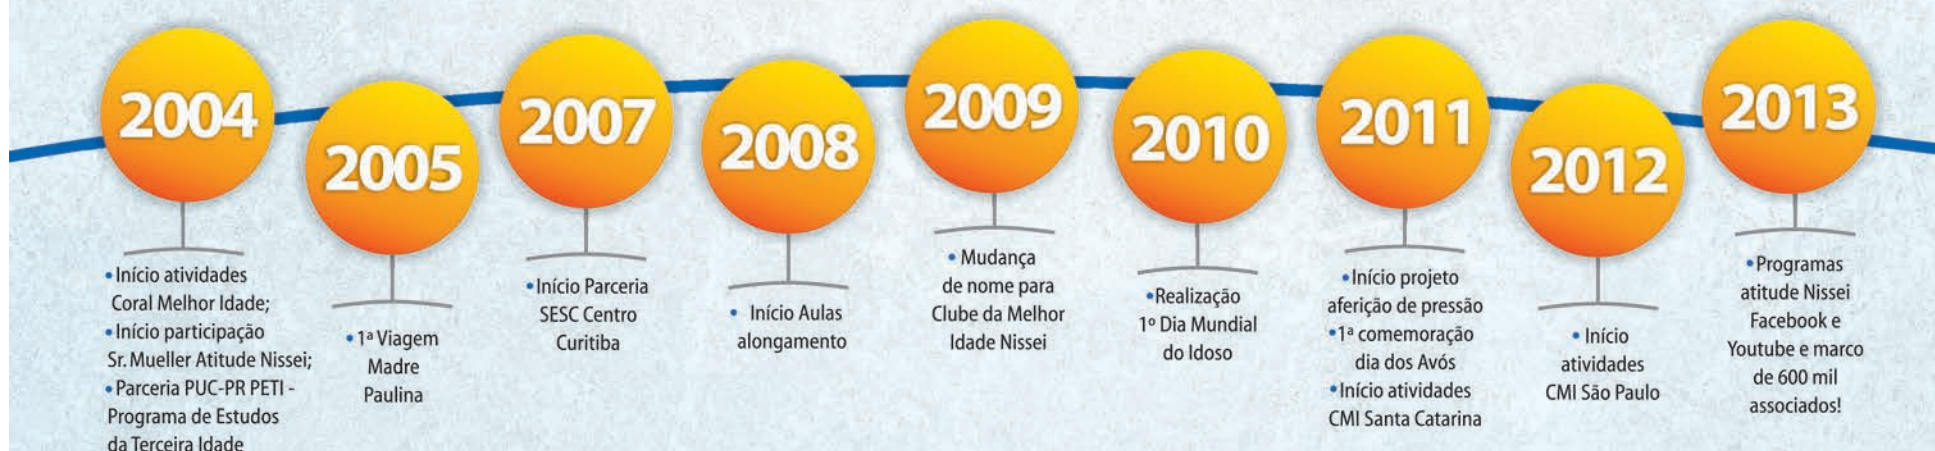 2004
• Início atividades
Coral Melhor Idade;
• Início participação
Sr. Mueller Atitude Nissei;
• Parceria PUC-PR PETI -
Programa de Estudos
da Terceira Idade
2005
• 1ª Viagem
Madre
Paulina
2007
• Início Parceria
SESC Centro
Curitiba
2008
• Início Aulas
alongamento
2009
• Mudança
de nome para
Clube da Melhor
Idade Nissei
2010
• Realização
1º Dia Mundial
do Idoso
2011
• Início projeto
aferição de pressão
• 1ª comemoração
dia dos Avós
• Início atividades
CMI Santa Catarina
2012
• Início
atividades
CMI São Paulo
2013
• Programas
atitude Nissei
Facebook e
Youtube e marco
de 600 mil
associados!